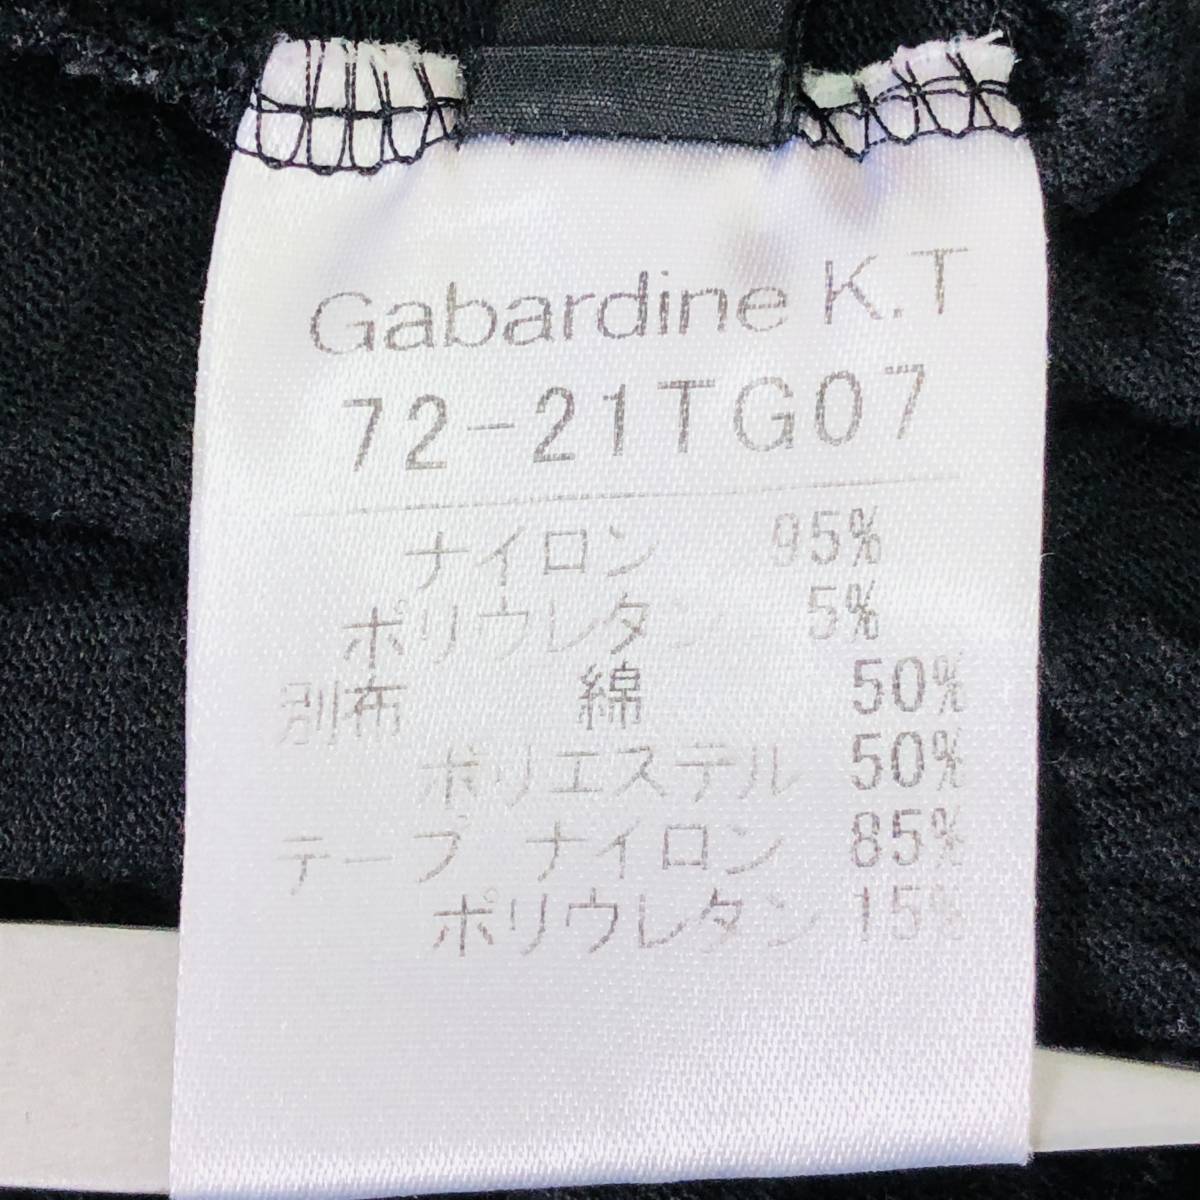 Gabardine K.T
72-21TG07
ナイロン 95%
ポリウレタン 5%
別布 綿 50%
ポリエステル 50%
テープ ナイロン 85%
ポリウレタン 15%